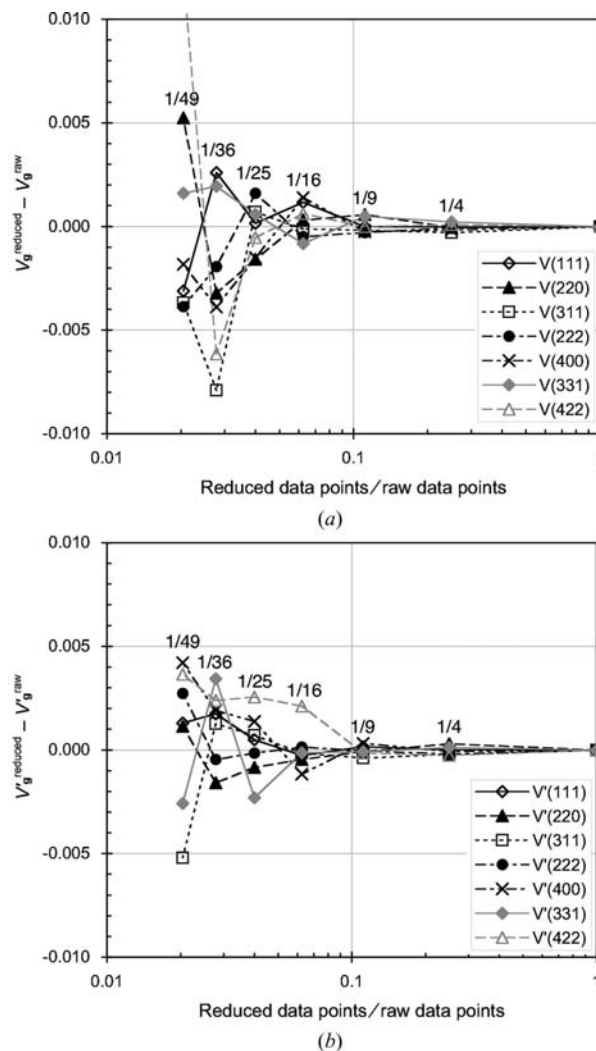 0.010
0.005
0.000
-0.005
-0.010
V_g^reduced − V_g^raw
1/49
1/36
1/25
1/16
1/9
1/4
V(111)
V(220)
V(311)
V(222)
V(400)
V(331)
V(422)
0.01
0.1
1
Reduced data points/raw data points
(a)
0.010
0.005
0.000
-0.005
-0.010
V'_g^reduced − V'_g^raw
1/49
1/36
1/25
1/16
1/9
1/4
V'(111)
V'(220)
V'(311)
V'(222)
V'(400)
V'(331)
V'(422)
0.01
0.1
1
Reduced data points/raw data points
(b)